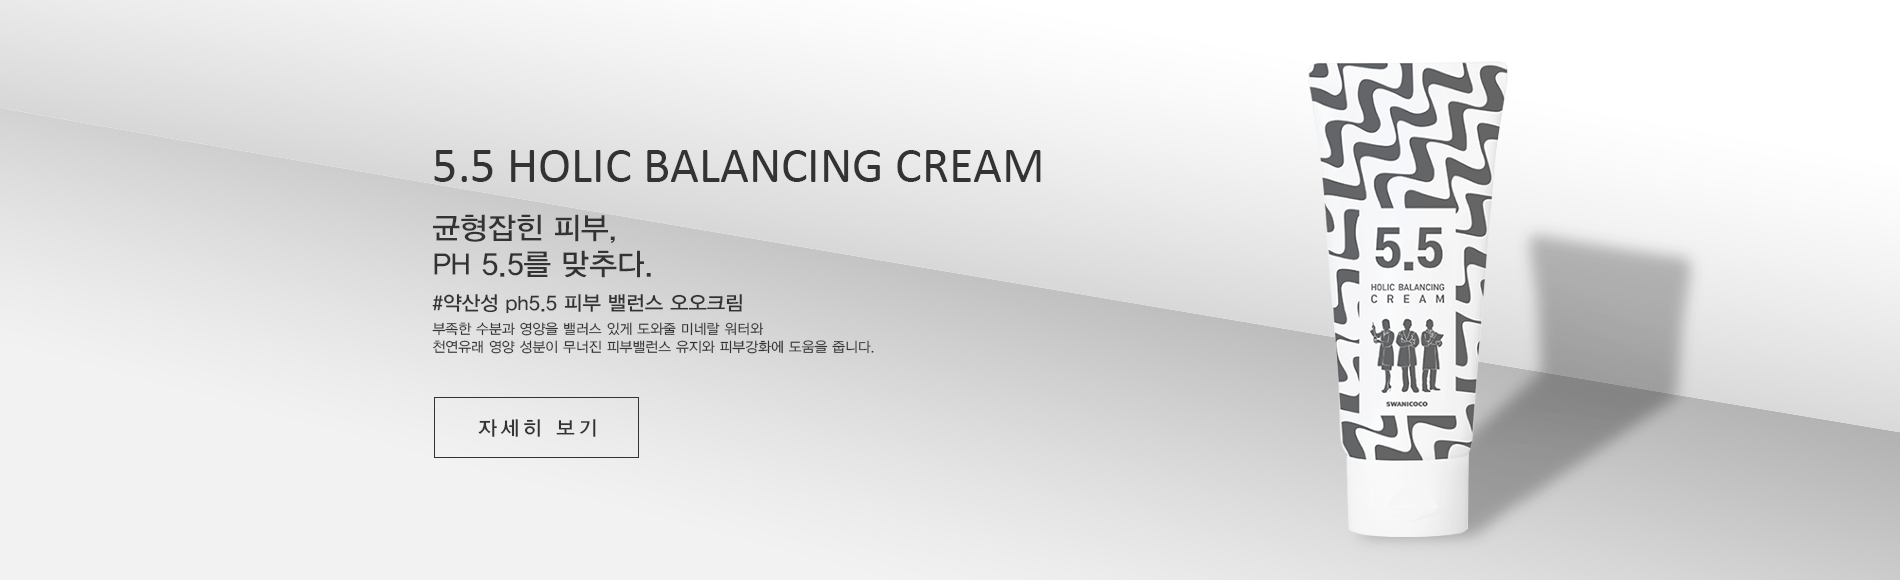 5.5 HOLIC BALANCING CREAM
균형잡힌 피부,
PH 5.5를 맞추다.
#약산성 ph5.5 피부 밸런스 오오크림
부족한 수분과 영양을 밸러스 있게 도와줄 미네랄 워터와
천연유래 영양 성분이 무너진 피부밸런스 유지와 피부강화에 도움을 줍니다.
자세히 보기
5.5
HOLIC BALANCING
CREAM
SWANICOCO